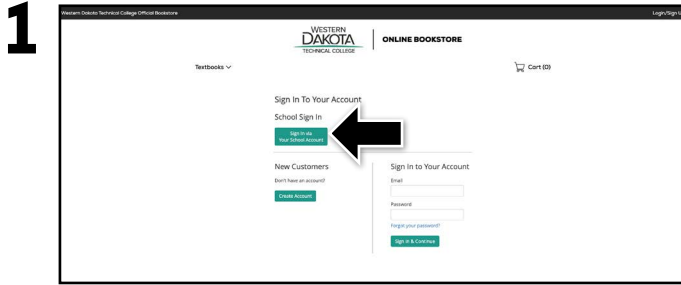 1
Western Dakota Technical College Official Bookstore
Login/Sign U
WESTERN
DAKOTA
TECHNICAL COLLEGE
ONLINE BOOKSTORE
Textbooks
Cart (0)
Sign In To Your Account
School Sign In
Sign In via
Your School Account
New Customers
Don't have an account?
Create Account
Sign In to Your Account
Email
Password
Forgot your password?
Sign in & Continue